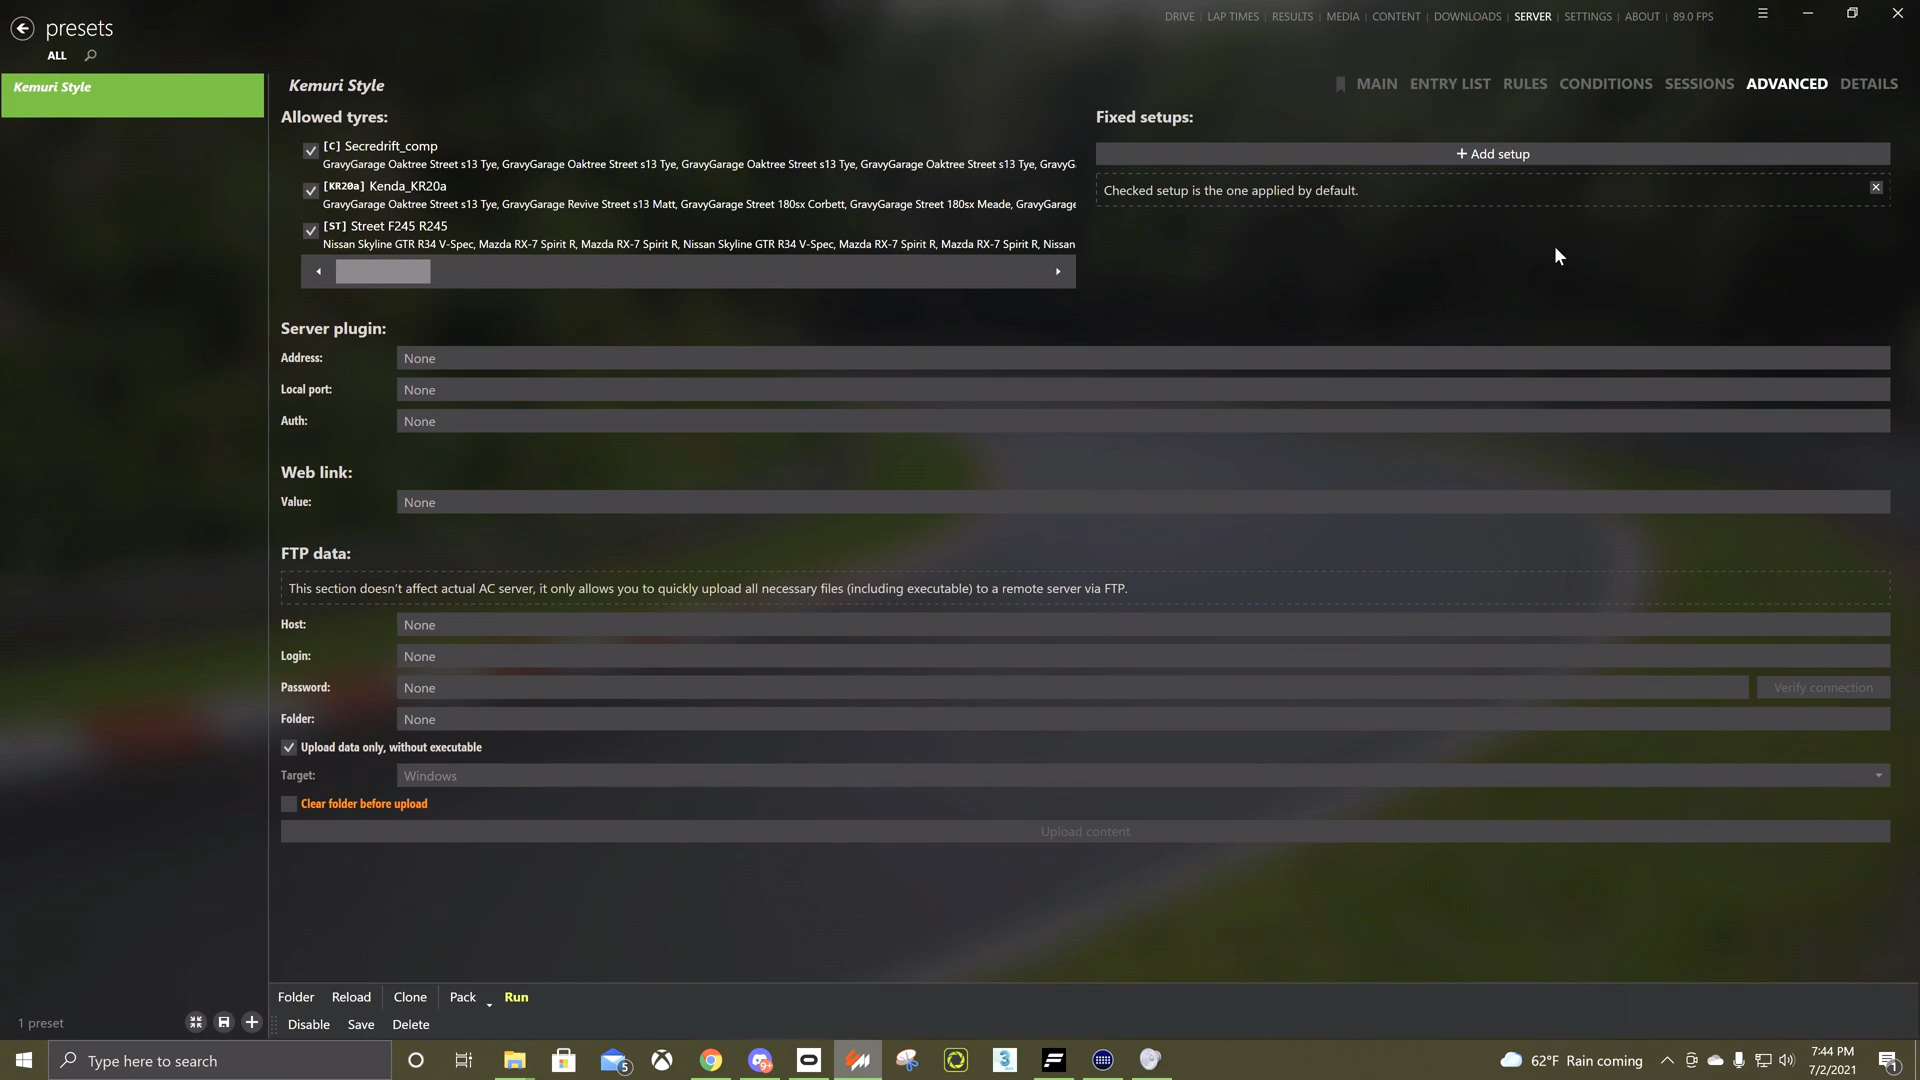 presets
DRIVE LAP TIMES RESULTS MEDIA CONTENT DOWNLOADS SERVER SETTINGS ABOUT 89.0 FPS
ALL
Kemuri Style
Kemuri Style
MAIN ENTRY LIST RULES CONDITIONS SESSIONS ADVANCED DETAILS
Allowed tyres:
[C] Secredrift_comp
GravyGarage Oaktree Street s13 Tye, GravyGarage Oaktree Street s13 Tye, GravyGarage Oaktree Street s13 Tye, GravyGarage Oaktree Street s13 Tye, GravyG
[KR20a] Kenda_KR20a
GravyGarage Oaktree Street s13 Tye, GravyGarage Revive Street s13 Matt, GravyGarage Street 180sx Corbett, GravyGarage Street 180sx Meade, GravyGarage
[ST] Street F245 R245
Nissan Skyline GTR R34 V-Spec, Mazda RX-7 Spirit R, Mazda RX-7 Spirit R, Nissan Skyline GTR R34 V-Spec, Mazda RX-7 Spirit R, Mazda RX-7 Spirit R, Nissan
Fixed setups:
+ Add setup
Checked setup is the one applied by default.
Server plugin:
Address: None
Local port: None
Auth: None
Web link:
Value: None
FTP data:
This section doesn't affect actual AC server, it only allows you to quickly upload all necessary files (including executable) to a remote server via FTP.
Host: None
Login: None
Password: None Verify connection
Folder: None
Upload data only, without executable
Target: Windows
Clear folder before upload
Upload content
Folder Reload Clone Pack Run
1 preset
Disable Save Delete
Type here to search
5
9+
62°F Rain coming
7:44 PM
7/2/2021
1